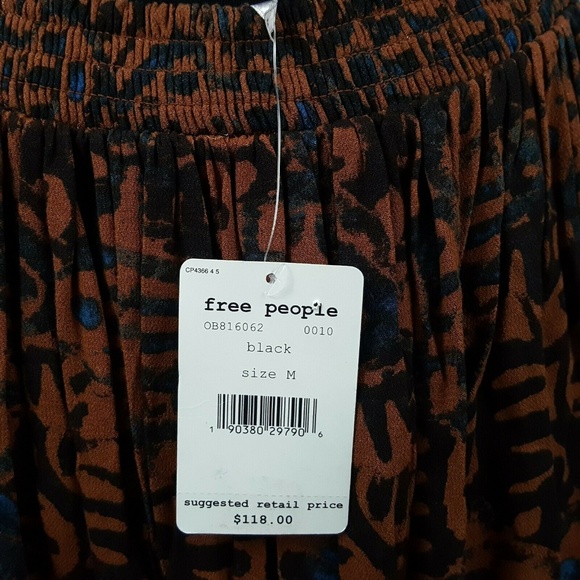 CP4366 4 5
free people
OB816062 0010
black
size M
1 90380 29790 6
suggested retail price
$118.00